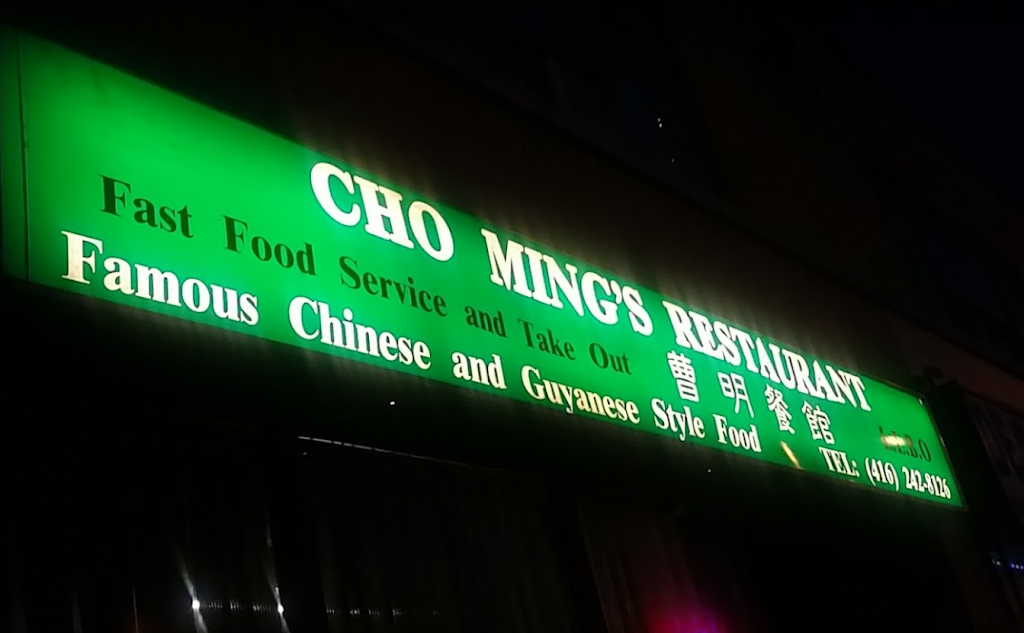 CHO MING'S RESTAURANT
Fast Food Service and Take Out
曹明餐館
Famous Chinese and Guyanese Style Food
L.L.B.O
TEL: (416) 242-8126